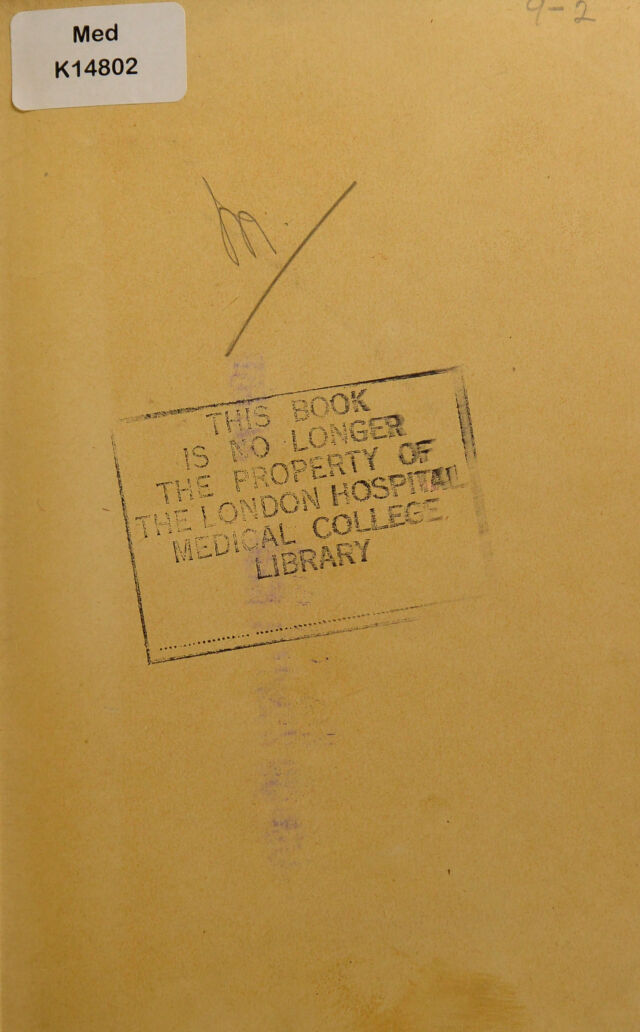 Med
K14802
9-2
THIS BOOK
IS NO LONGER
THE PROPERTY OF
THE LONDON HOSPITAL
MEDICAL COLLEGE
LIBRARY